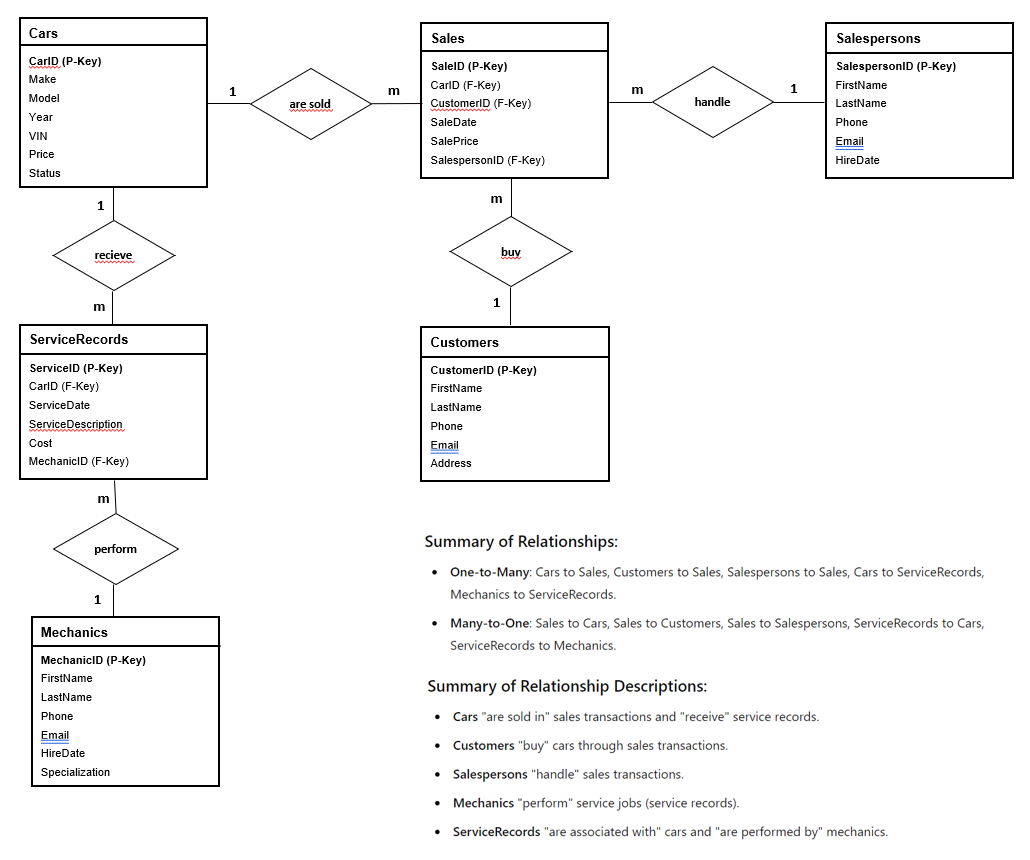 Cars
CarID (P-Key)
Make
Model
Year
VIN
Price
Status
1
are sold
m
Sales
SaleID (P-Key)
CarID (F-Key)
CustomerID (F-Key)
SaleDate
SalePrice
SalespersonID (F-Key)
m
handle
1
Salespersons
SalespersonID (P-Key)
FirstName
LastName
Phone
Email
HireDate
1
recieve
m
m
buy
1
ServiceRecords
ServiceID (P-Key)
CarID (F-Key)
ServiceDate
ServiceDescription
Cost
MechanicID (F-Key)
Customers
CustomerID (P-Key)
FirstName
LastName
Phone
Email
Address
m
perform
1
Mechanics
MechanicID (P-Key)
FirstName
LastName
Phone
Email
HireDate
Specialization
Summary of Relationships:
• One-to-Many: Cars to Sales, Customers to Sales, Salespersons to Sales, Cars to ServiceRecords,
Mechanics to ServiceRecords.
• Many-to-One: Sales to Cars, Sales to Customers, Sales to Salespersons, ServiceRecords to Cars,
ServiceRecords to Mechanics.
Summary of Relationship Descriptions:
• Cars "are sold in" sales transactions and "receive" service records.
• Customers "buy" cars through sales transactions.
• Salespersons "handle" sales transactions.
• Mechanics "perform" service jobs (service records).
• ServiceRecords "are associated with" cars and "are performed by" mechanics.